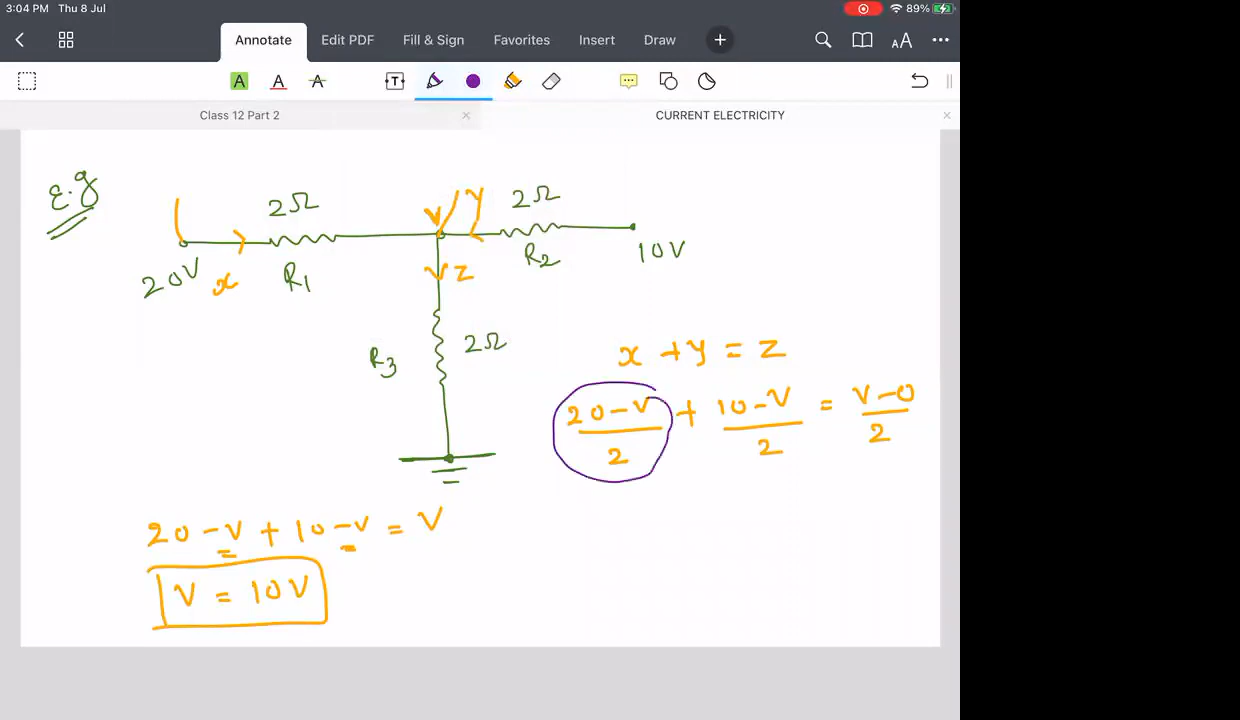 3:04 PM Thu 8 Jul
89%
Annotate Edit PDF Fill & Sign Favorites Insert Draw
AA
A A A T
Class 12 Part 2
CURRENT ELECTRICITY
E.g
2Ω
V
y
2Ω
20V
x
R1
z
R2
10V
R3
2Ω
x + y = z
20-V/2 + 10-V/2 = V-0/2
20 - V + 10 - V = V
V = 10V